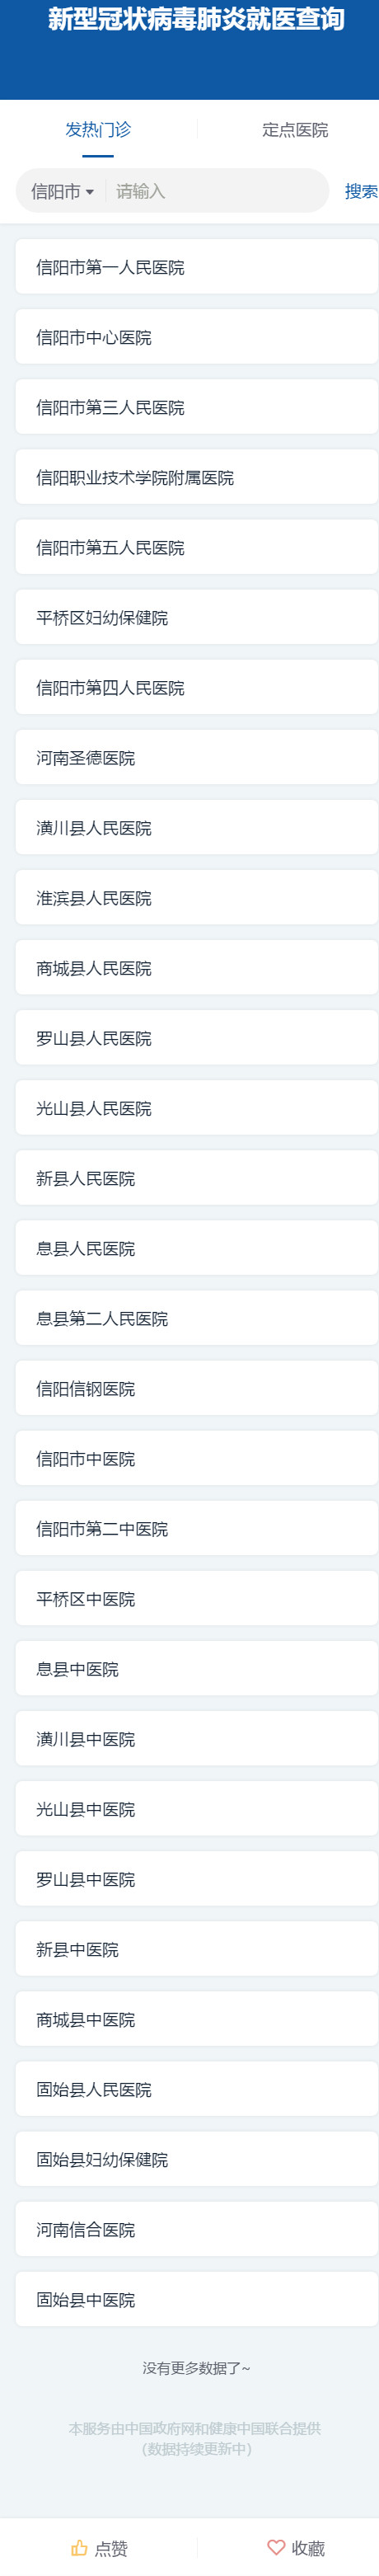 新型冠状病毒肺炎就医查询
发热门诊 定点医院
信阳市 请输入 搜索
信阳市第一人民医院
信阳市中心医院
信阳市第三人民医院
信阳职业技术学院附属医院
信阳市第五人民医院
平桥区妇幼保健院
信阳市第四人民医院
河南圣德医院
潢川县人民医院
淮滨县人民医院
商城县人民医院
罗山县人民医院
光山县人民医院
新县人民医院
息县人民医院
息县第二人民医院
信阳信钢医院
信阳市中医院
信阳市第二中医院
平桥区中医院
息县中医院
潢川县中医院
光山县中医院
罗山县中医院
新县中医院
商城县中医院
固始县人民医院
固始县妇幼保健院
河南信合医院
固始县中医院
没有更多数据了~
本服务由中国政府网和健康中国联合提供
（数据持续更新中）
点赞 收藏